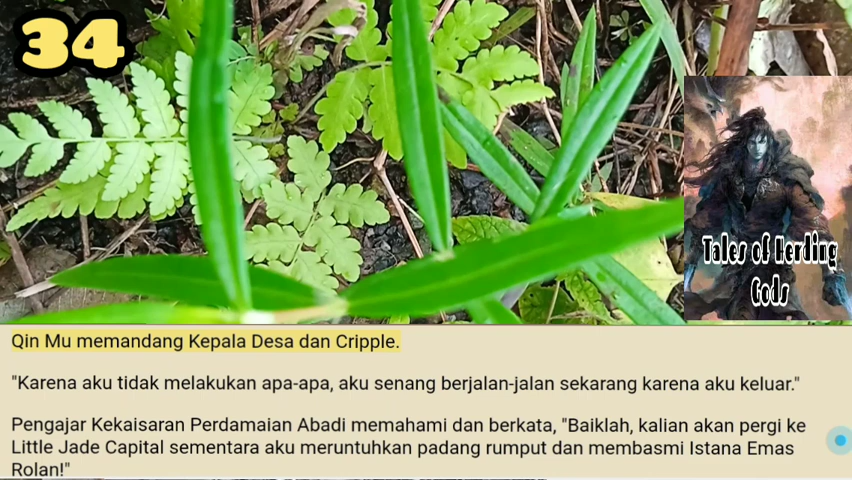 34
Tales of Herding
Gods
Qin Mu memandang Kepala Desa dan Cripple.
"Karena aku tidak melakukan apa-apa, aku senang berjalan-jalan sekarang karena aku keluar."
Pengajar Kekaisaran Perdamaian Abadi memahami dan berkata, "Baiklah, kalian akan pergi ke
Little Jade Capital sementara aku meruntuhkan padang rumput dan membasmi Istana Emas
Rolan!"